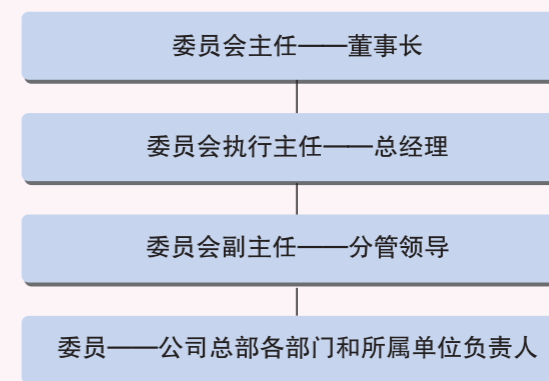 委员会主任——董事长
委员会执行主任——总经理
委员会副主任——分管领导
委员——公司总部各部门和所属单位负责人